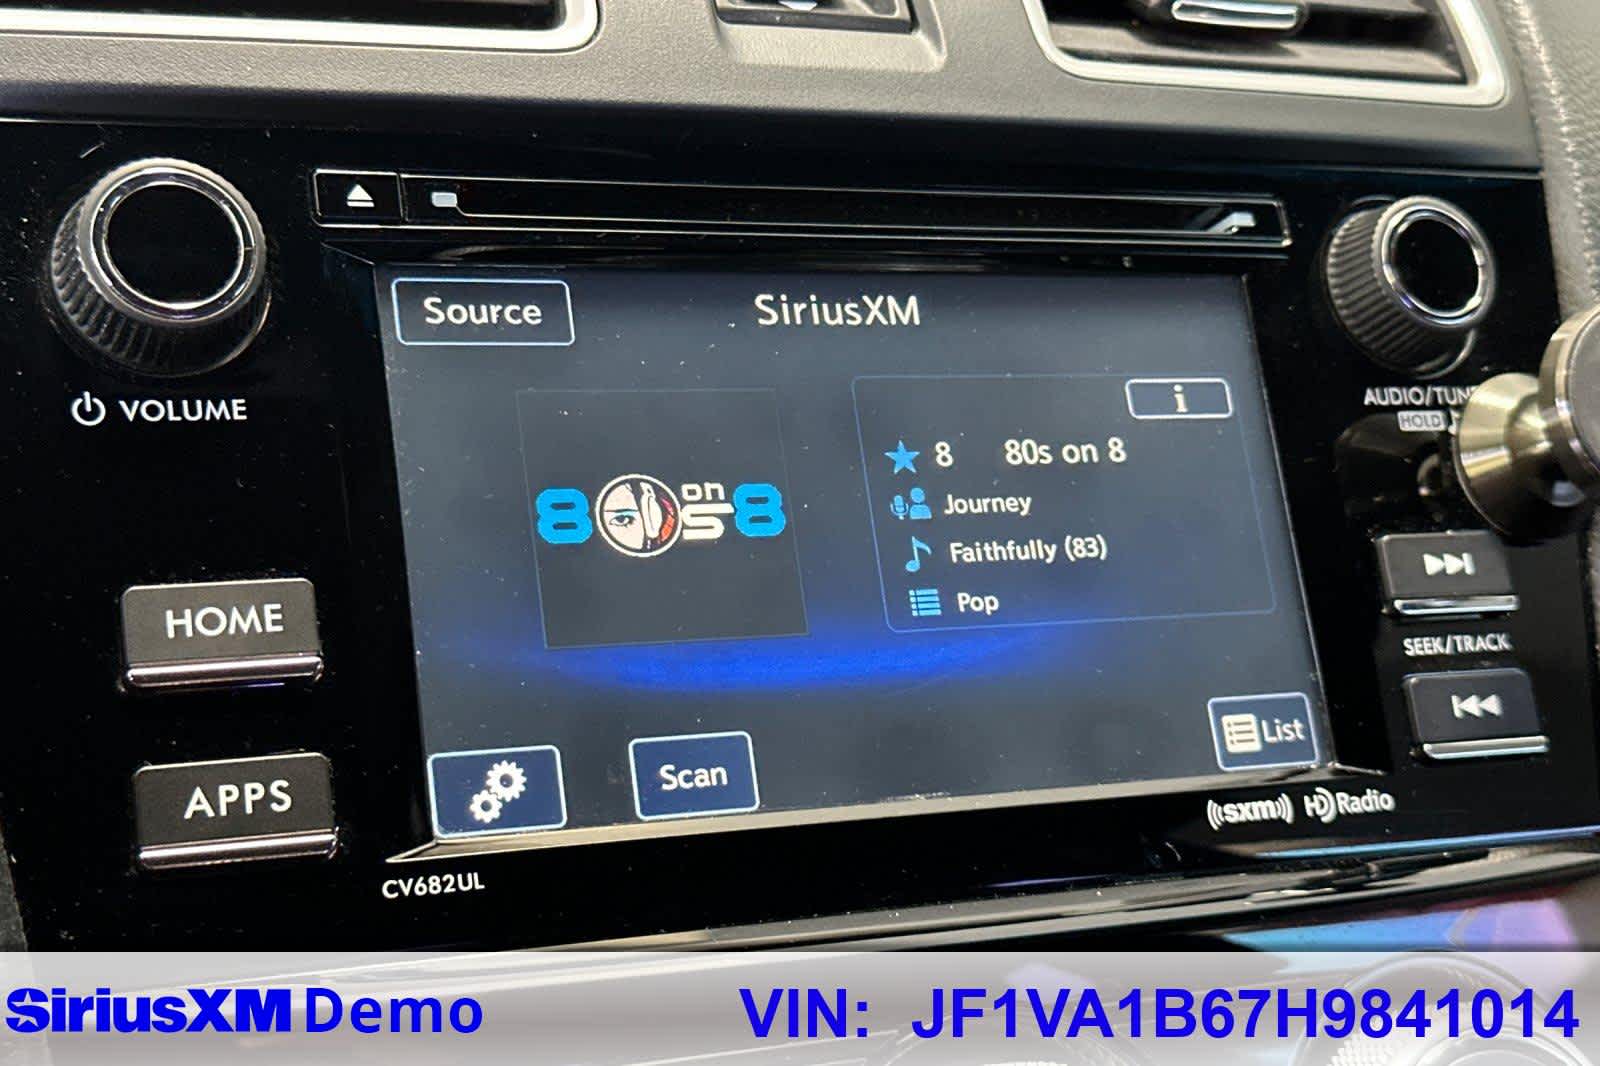 Source
SiriusXM
VOLUME
AUDIO/TUN
HOLD
i
8 80s on 8
80s on 8
Journey
Faithfully (83)
Pop
HOME
SEEK/TRACK
APPS
Scan
List
((sxm)) HD Radio
CV682UL
SiriusXM Demo
VIN: JF1VA1B67H9841014